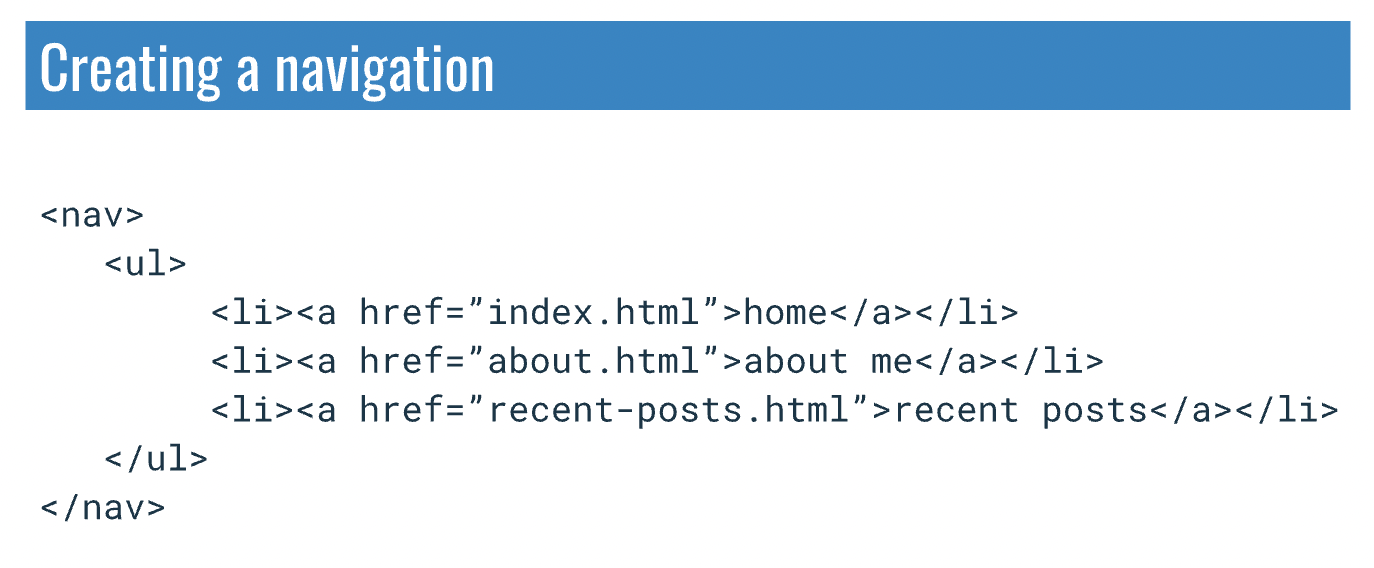 Creating a navigation
<nav>
<ul>
<li><a href=”index.html”>home</a></li>
<li><a href=”about.html”>about me</a></li>
<li><a href=”recent-posts.html”>recent posts</a></li>
</ul>
</nav>